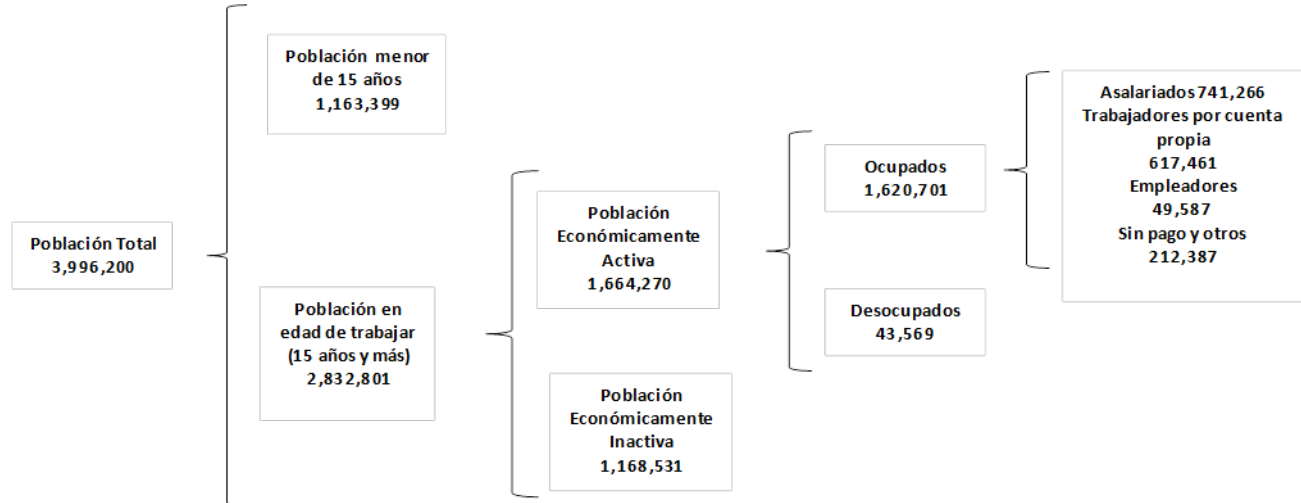 Población Total
3,996,200
Población menor
de 15 años
1,163,399
Población en
edad de trabajar
(15 años y más)
2,832,801
Población
Económicamente
Activa
1,664,270
Población
Económicamente
Inactiva
1,168,531
Ocupados
1,620,701
Desocupados
43,569
Asalariados 741,266
Trabajadores por cuenta
propia
617,461
Empleadores
49,587
Sin pago y otros
212,387